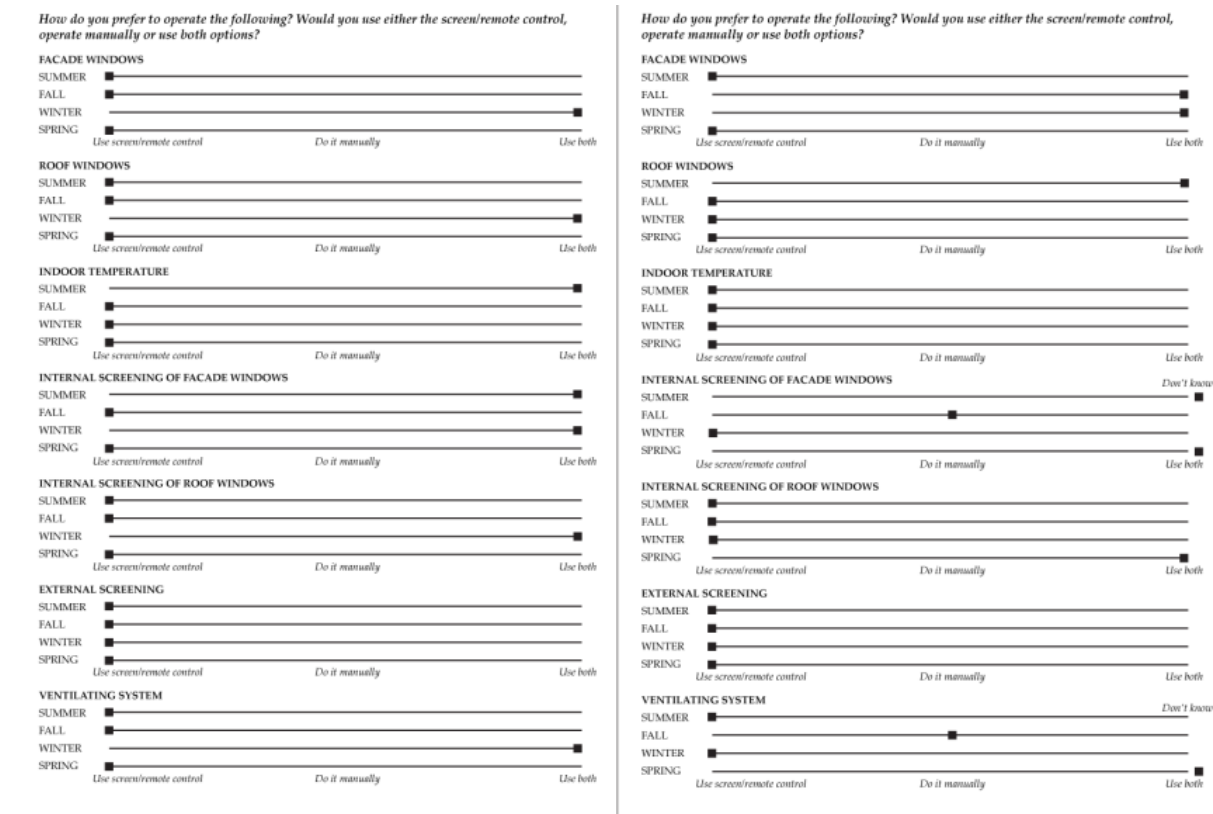 How do you prefer to operate the following? Would you use either the screen/remote control,
operate manually or use both options?
FACADE WINDOWS
SUMMER
FALL
WINTER
SPRING
Use screen/remote control Do it manually Use both
ROOF WINDOWS
SUMMER
FALL
WINTER
SPRING
Use screen/remote control Do it manually Use both
INDOOR TEMPERATURE
SUMMER
FALL
WINTER
SPRING
Use screen/remote control Do it manually Use both
INTERNAL SCREENING OF FACADE WINDOWS
SUMMER
FALL
WINTER
SPRING
Use screen/remote control Do it manually Use both
INTERNAL SCREENING OF ROOF WINDOWS
SUMMER
FALL
WINTER
SPRING
Use screen/remote control Do it manually Use both
EXTERNAL SCREENING
SUMMER
FALL
WINTER
SPRING
Use screen/remote control Do it manually Use both
VENTILATING SYSTEM
SUMMER
FALL
WINTER
SPRING
Use screen/remote control Do it manually Use both
How do you prefer to operate the following? Would you use either the screen/remote control,
operate manually or use both options?
FACADE WINDOWS
SUMMER
FALL
WINTER
SPRING
Use screen/remote control Do it manually Use both
ROOF WINDOWS
SUMMER
FALL
WINTER
SPRING
Use screen/remote control Do it manually Use both
INDOOR TEMPERATURE
SUMMER
FALL
WINTER
SPRING
Use screen/remote control Do it manually Use both
INTERNAL SCREENING OF FACADE WINDOWS Don't know
SUMMER
FALL
WINTER
SPRING
Use screen/remote control Do it manually Use both
INTERNAL SCREENING OF ROOF WINDOWS
SUMMER
FALL
WINTER
SPRING
Use screen/remote control Do it manually Use both
EXTERNAL SCREENING
SUMMER
FALL
WINTER
SPRING
Use screen/remote control Do it manually Use both
VENTILATING SYSTEM Don't know
SUMMER
FALL
WINTER
SPRING
Use screen/remote control Do it manually Use both